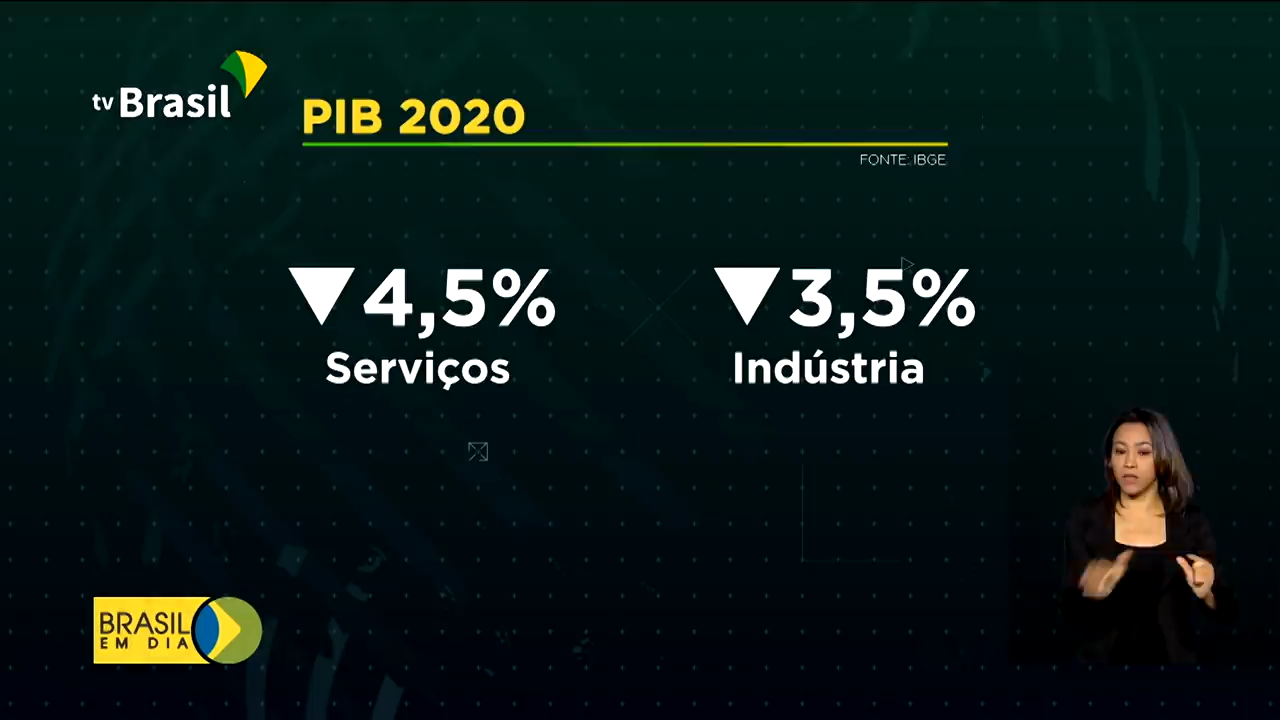 tv Brasil
PIB 2020
FONTE: IBGE
▼4,5%
Serviços
▼3,5%
Indústria
BRASIL
EM DIA